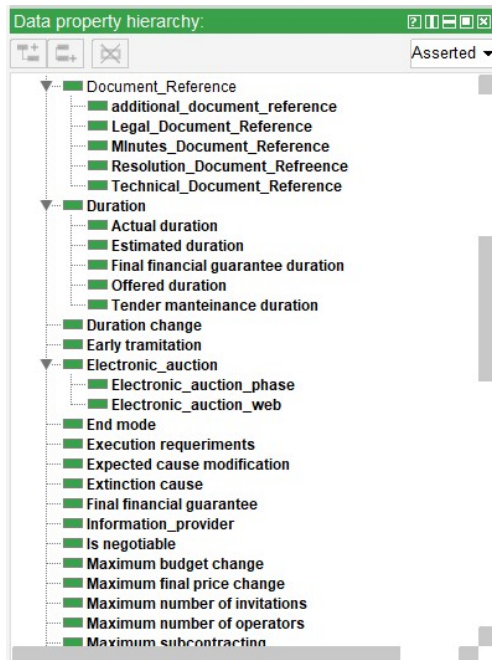 Data property hierarchy:
Asserted
Document_Reference
additional_document_reference
Legal_Document_Reference
MInutes_Document_Reference
Resolution_Document_Refreence
Technical_Document_Reference
Duration
Actual duration
Estimated duration
Final financial guarantee duration
Offered duration
Tender manteinance duration
Duration change
Early tramitation
Electronic_auction
Electronic_auction_phase
Electronic_auction_web
End mode
Execution requeriments
Expected cause modification
Extinction cause
Final financial guarantee
Information_provider
Is negotiable
Maximum budget change
Maximum final price change
Maximum number of invitations
Maximum number of operators
Maximum subcontracting